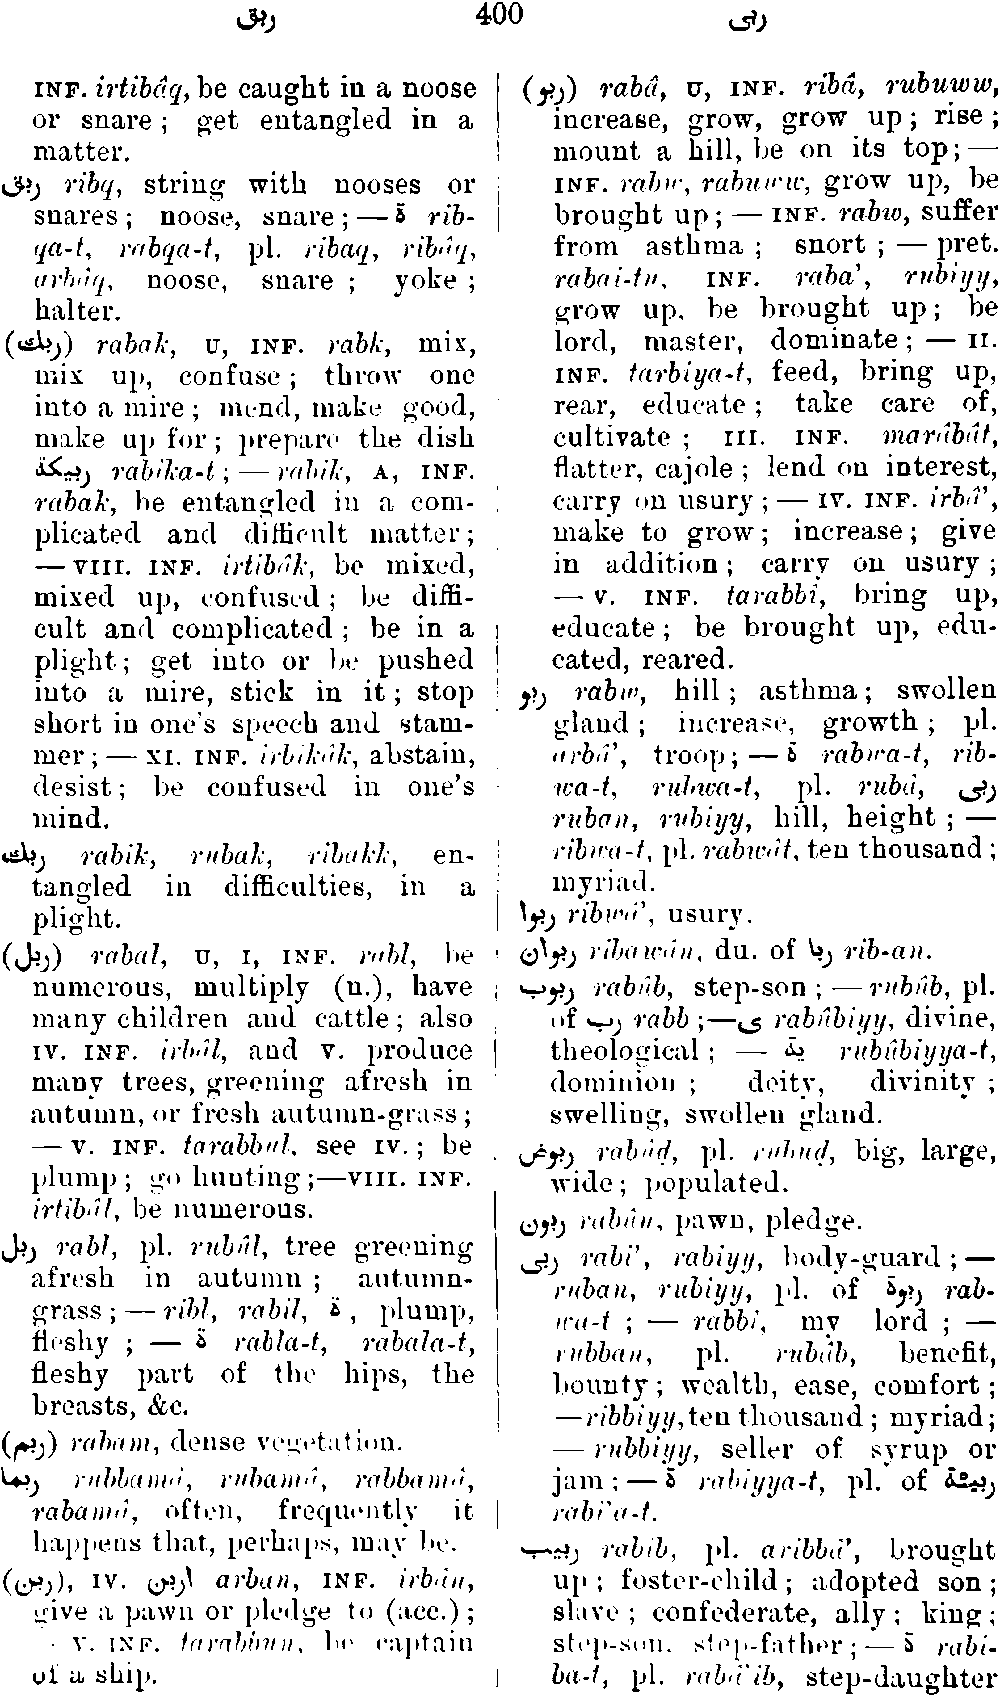 ربق 400 ربى
INF. irtibâq, be caught in a noose
or snare ; get entangled in a
matter.
ربق ribq, string with nooses or
snares ; noose, snare ; — ة rib-
qa-t, rabqa-t, pl. ribaq, ribâq,
arbâq, noose, snare ; yoke ;
halter.
(ربك) rabak, U, INF. rabk, mix,
mix up, confuse ; throw one
into a mire ; mend, make good,
make up for ; prepare the dish
ربيكة rabîka-t ; — rabik, A, INF.
rabak, be entangled in a com-
plicated and difficult matter ;
— VIII. INF. irtibâk, be mixed,
mixed up, confused ; be diffi-
cult and complicated ; be in a
plight ; get into or be pushed
into a mire, stick in it ; stop
short in one's speech and stam-
mer ; — XI. INF. irbikâk, abstain,
desist ; be confused in one's
mind.
ربك rabik, rubak, ribakk, en-
tangled in difficulties, in a
plight.
(ربل) rabal, U, I, INF. rabl, be
numerous, multiply (n.), have
many children and cattle ; also
IV. INF. irbâl, and V. produce
many trees, greening afresh in
autumn, or fresh autumn-grass ;
— V. INF. tarabbul, see IV. ; be
plump ; go hunting ;—VIII. INF.
irtibâl, be numerous.
ربل rabl, pl. rubûl, tree greening
afresh in autumn ; autumn-
grass ; — ribl, rabil, ة , plump,
fleshy ; — ة rabla-t, rabala-t,
fleshy part of the hips, the
breasts, &c.
(ربم) rabam, dense vegetation.
ربما rubbamâ, rubamâ, rabbamâ,
rabamâ, often, frequently it
happens that, perhaps, may be.
(ربن), IV. اربن arban, INF. irbân,
give a pawn or pledge to (acc.) ;
— V. INF. tarabbun, be captain
of a ship.
(ربو) rabâ, U, INF. ribâ, rubuww,
increase, grow, grow up ; rise ;
mount a hill, be on its top ; —
INF. rabw, rabuww, grow up, be
brought up ; — INF. rabw, suffer
from asthma ; snort ; — pret.
rabai-tu, INF. raba', rubiyy,
grow up, be brought up ; be
lord, master, dominate ; — II.
INF. tarbiya-t, feed, bring up,
rear, educate ; take care of,
cultivate ; III. INF. marâbât,
flatter, cajole ; lend on interest,
carry on usury ; — IV. INF. irbâ',
make to grow ; increase ; give
in addition ; carry on usury ;
— V. INF. tarabbî, bring up,
educate ; be brought up, edu-
cated, reared.
ربو rabw, hill ; asthma ; swollen
gland ; increase, growth ; pl.
arbâ', troop ; — ة rabwa-t, rib-
wa-t, rubwa-t, pl. rubâ, ربى
ruban, rubiyy, hill, height ; —
ribwa-t, pl. rabwât, ten thousand ;
myriad.
ربوا ribwâ', usury.
ربوان ribawân, du. of ربا rib-an.
ربوب rabûb, step-son ; — rubûb, pl.
of رب rabb ;—ى rabûbiyy, divine,
theological ; — ية rubûbiyya-t,
dominion ; deity, divinity ;
swelling, swollen gland.
ربوض rabûḍ, pl. rubuḍ, big, large,
wide ; populated.
ربون rabûn, pawn, pledge.
ربى rabî', rabiyy, body-guard ; —
ruban, rubiyy, pl. of ربوة rab-
wa-t ; — rabbî, my lord ; —
rubban, pl. rubâb, benefit,
bounty ; wealth, ease, comfort ;
—ribbiyy, ten thousand ; myriad ;
— rubbiyy, seller of syrup or
jam ; — ة rabiyya-t, pl. of ربيئة
rabî'a-t.
ربيب rabîb, pl. aribbâ', brought
up ; foster-child ; adopted son ;
slave ; confederate, ally ; king ;
step-son, step-father ; — ة rabî-
ba-t, pl. rabâ'ib, step-daughter